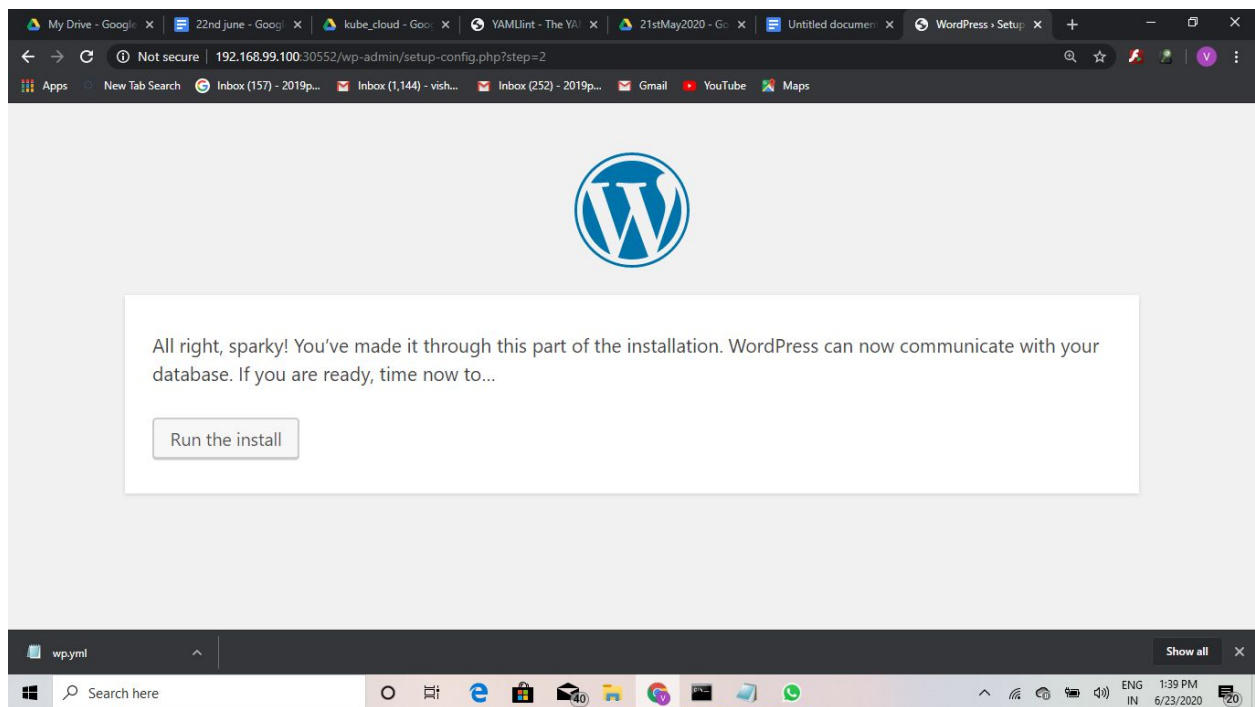 My Drive - Google
22nd june - Googl
kube_cloud - Goog
YAMLlint - The YA
21stMay2020 - Go
Untitled document
WordPress › Setup
Not secure | 192.168.99.100:30552/wp-admin/setup-config.php?step=2
V
Apps
New Tab Search
Inbox (157) - 2019p...
Inbox (1,144) - vish...
Inbox (252) - 2019p...
Gmail
YouTube
Maps
W
All right, sparky! You've made it through this part of the installation. WordPress can now communicate with your
database. If you are ready, time now to...
Run the install
wp.yml
Show all
Search here
40
ENG
IN
1:39 PM
6/23/2020
20